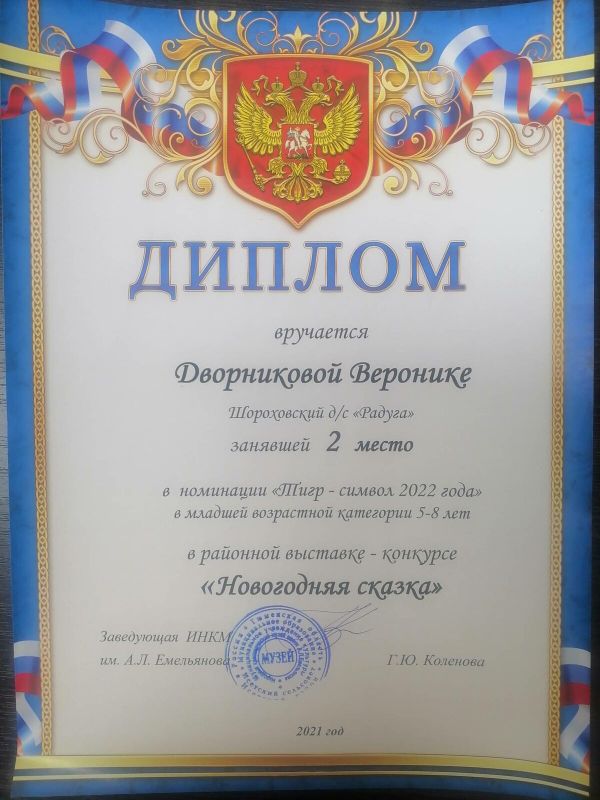 ДИПЛОМ
вручается
Дворниковой Веронике
Шороховский д/с «Радуга»
занявшей 2 место
в номинации «Тигр - символ 2022 года»
в младшей возрастной категории 5-8 лет
в районной выставке - конкурсе
«Новогодняя сказка»
Заведующая ИНКМ
им. А.Л. Емельянова
Г.Ю. Коленова
МУЗЕЙ
2021 год